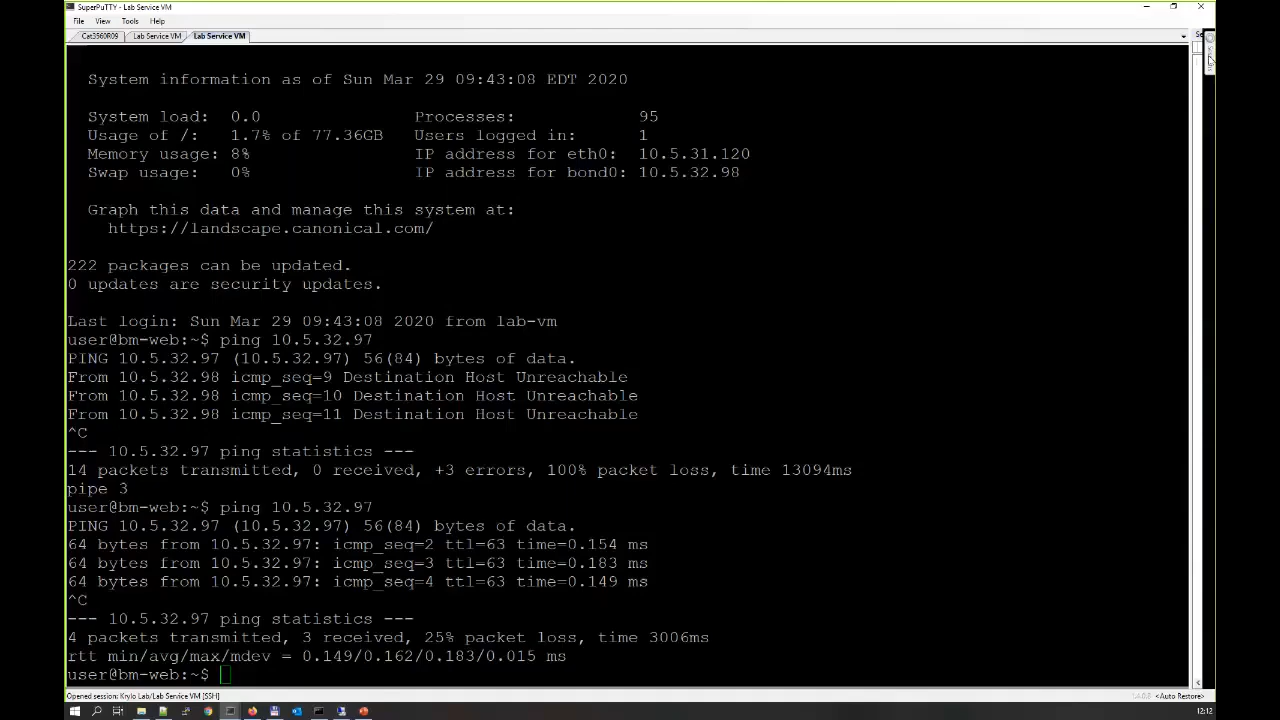 SuperPuTTY - Lab Service VM
File View Tools Help
Cat3560R09 Lab Service VM Lab Service VM
System information as of Sun Mar 29 09:43:08 EDT 2020
System load: 0.0 Processes: 95
Usage of /: 1.7% of 77.36GB Users logged in: 1
Memory usage: 8% IP address for eth0: 10.5.31.120
Swap usage: 0% IP address for bond0: 10.5.32.98
Graph this data and manage this system at:
https://landscape.canonical.com/
222 packages can be updated.
0 updates are security updates.
Last login: Sun Mar 29 09:43:08 2020 from lab-vm
user@bm-web:~$ ping 10.5.32.97
PING 10.5.32.97 (10.5.32.97) 56(84) bytes of data.
From 10.5.32.98 icmp_seq=9 Destination Host Unreachable
From 10.5.32.98 icmp_seq=10 Destination Host Unreachable
From 10.5.32.98 icmp_seq=11 Destination Host Unreachable
^C
--- 10.5.32.97 ping statistics ---
14 packets transmitted, 0 received, +3 errors, 100% packet loss, time 13094ms
pipe 3
user@bm-web:~$ ping 10.5.32.97
PING 10.5.32.97 (10.5.32.97) 56(84) bytes of data.
64 bytes from 10.5.32.97: icmp_seq=2 ttl=63 time=0.154 ms
64 bytes from 10.5.32.97: icmp_seq=3 ttl=63 time=0.183 ms
64 bytes from 10.5.32.97: icmp_seq=4 ttl=63 time=0.149 ms
^C
--- 10.5.32.97 ping statistics ---
4 packets transmitted, 3 received, 25% packet loss, time 3006ms
rtt min/avg/max/mdev = 0.149/0.162/0.183/0.015 ms
user@bm-web:~$
Opened session: Krylo Lab/Lab Service VM [SSH] 1.4.0.8 <Auto Restore>
12:12